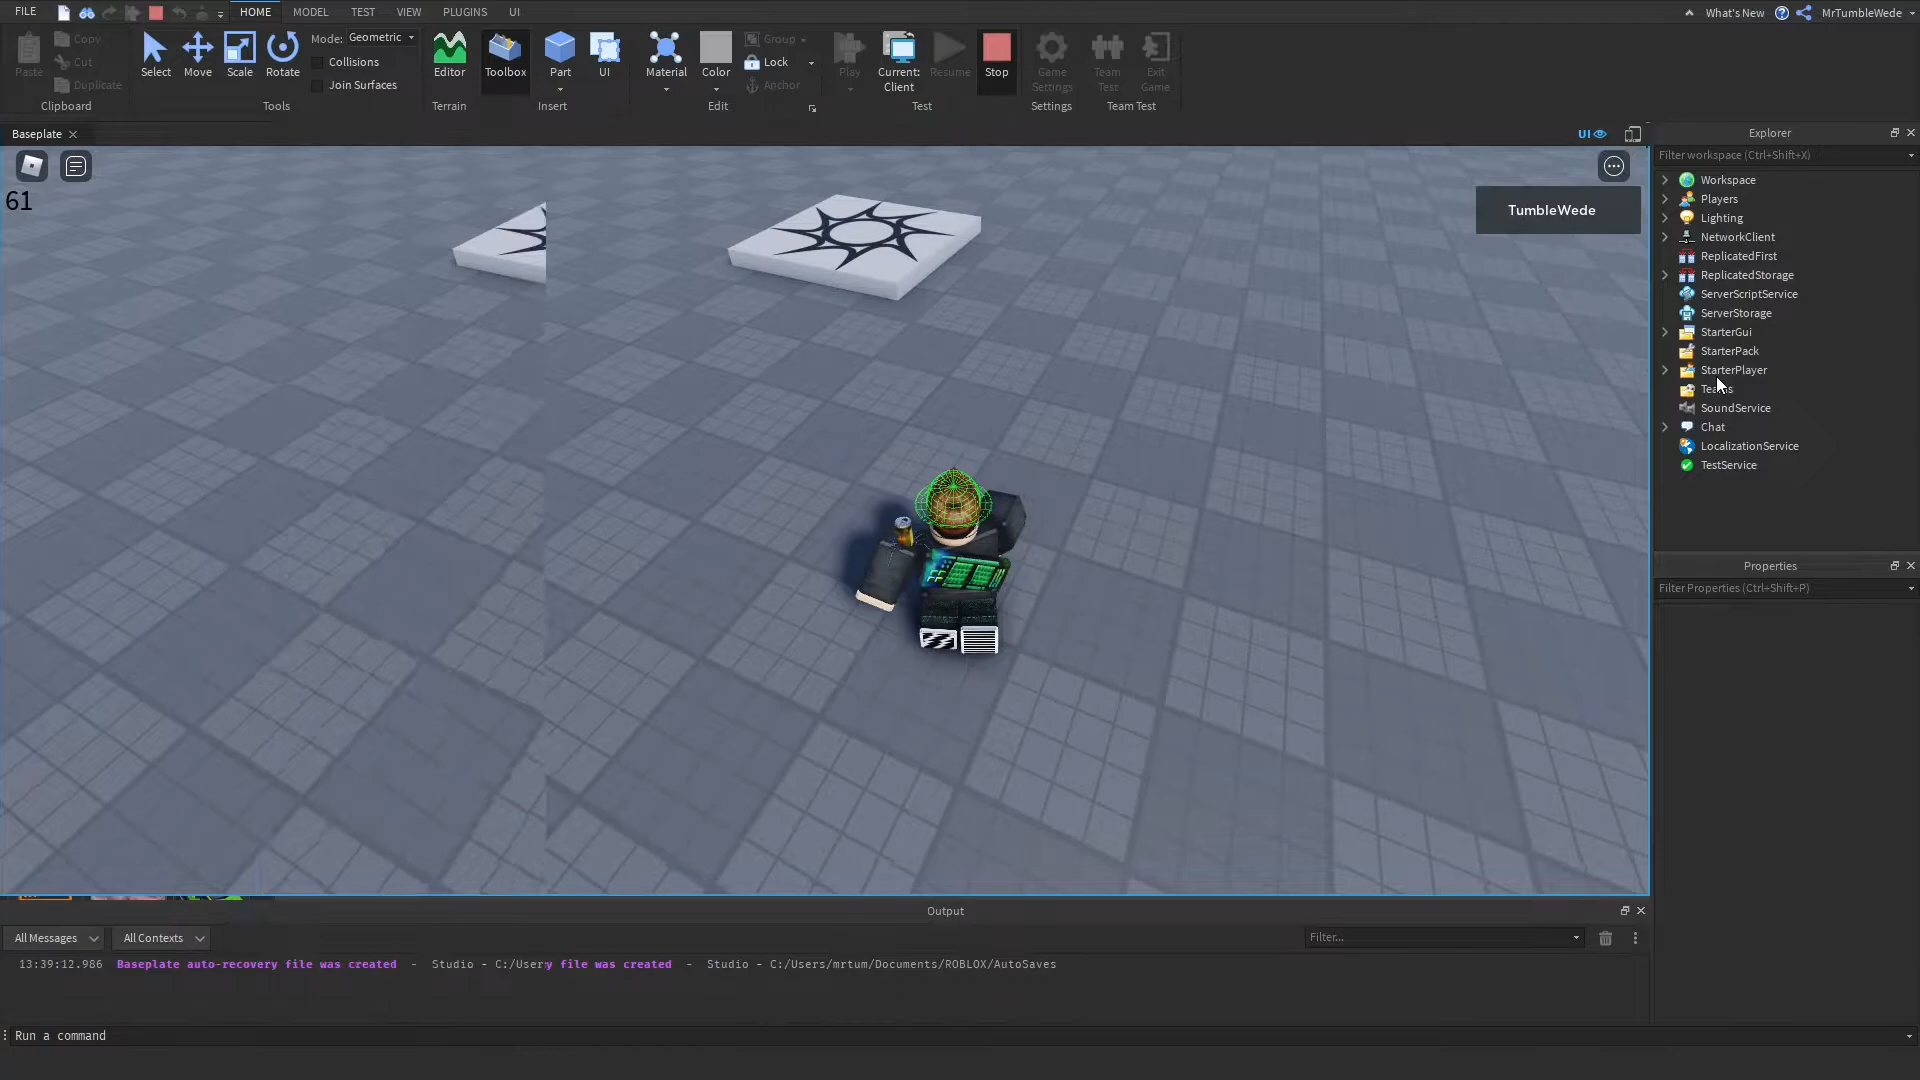 FILE HOME MODEL TEST VIEW PLUGINS UI What's New MrTumbleWede
Paste Copy Cut Duplicate Clipboard
Select Move Scale Rotate Mode: Geometric Collisions Join Surfaces Tools
Editor Terrain
Toolbox Part UI Insert
Material Color Group Lock Anchor Edit
Play Current: Client Resume Stop Test
Game Settings Settings
Team Test Exit Game Team Test
Baseplate
UI
61
TumbleWede
Explorer
Filter workspace (Ctrl+Shift+X)
Workspace
Players
Lighting
NetworkClient
ReplicatedFirst
ReplicatedStorage
ServerScriptService
ServerStorage
StarterGui
StarterPack
StarterPlayer
Teams
SoundService
Chat
LocalizationService
TestService
Properties
Filter Properties (Ctrl+Shift+P)
Output
All Messages All Contexts Filter...
13:39:12.986 Baseplate auto-recovery file was created - Studio - C:/Usery file was created - Studio - C:/Users/mrtum/Documents/ROBLOX/AutoSaves
Run a command